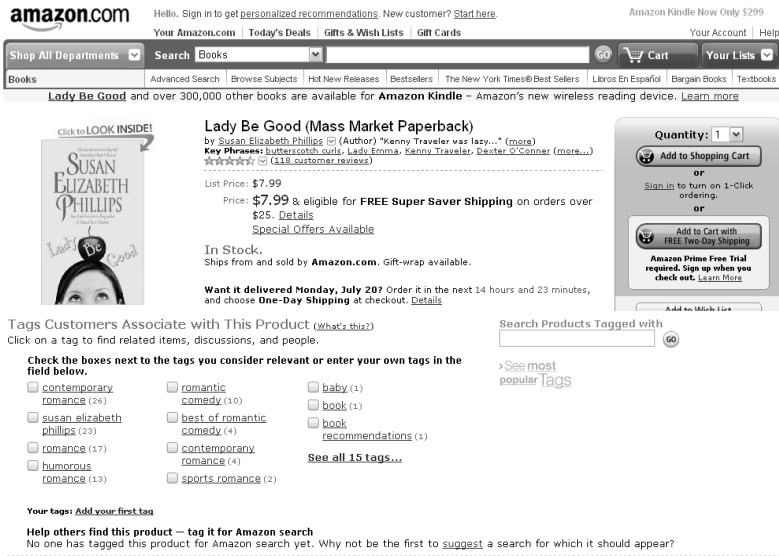 amazon.com
Hello. Sign in to get personalized recommendations. New customer? Start here.
Amazon Kindle Now Only $299
Your Amazon.com | Today's Deals | Gifts & Wish Lists | Gift Cards
Your Account | Help
Shop All Departments
Search Books
GO
Cart
Your Lists
Books
Advanced Search | Browse Subjects | Hot New Releases | Bestsellers | The New York Times® Best Sellers | Libros En Español | Bargain Books | Textbooks
Lady Be Good and over 300,000 other books are available for Amazon Kindle – Amazon's new wireless reading device. Learn more
Click to LOOK INSIDE!
SUSAN
ELIZABETH
PHILLIPS
Lady Be Good
Lady Be Good (Mass Market Paperback)
by Susan Elizabeth Phillips (Author) "Kenny Traveler was lazy..." (more)
Key Phrases: butterscotch curls, Lady Emma, Kenny Traveler, Dexter O'Conner (more...)
(118 customer reviews)
List Price: $7.99
Price: $7.99 & eligible for FREE Super Saver Shipping on orders
over $25. Details
Special Offers Available
In Stock.
Ships from and sold by Amazon.com. Gift-wrap available.
Want it delivered Monday, July 20? Order it in the next 14 hours and 23 minutes,
and choose One-Day Shipping at checkout. Details
Quantity: 1
Add to Shopping Cart
or
Sign in to turn on 1-Click
ordering.
or
Add to Cart with
FREE Two-Day Shipping
Amazon Prime Free Trial
required. Sign up when you
check out. Learn More
Add to Wish List
Tags Customers Associate with This Product (What's this?)
Click on a tag to find related items, discussions, and people.
Check the boxes next to the tags you consider relevant or enter your own tags in the
field below.
contemporary
romance (26)
susan elizabeth
phillips (23)
romance (17)
humorous
romance (13)
romantic
comedy (10)
best of romantic
comedy (4)
contemporany
romance (4)
sports romance (2)
baby (1)
book (1)
book
recommendations (1)
See all 15 tags...
Search Products Tagged with
GO
›See most
popular Tags
Your tags: Add your first tag
Help others find this product — tag it for Amazon search
No one has tagged this product for Amazon search yet. Why not be the first to suggest a search for which it should appear?